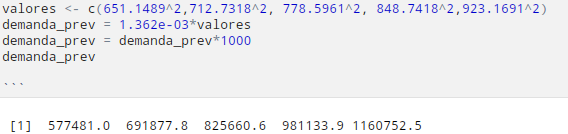 valores <- c(651.1489^2,712.7318^2, 778.5961^2, 848.7418^2,923.1691^2)
demanda_prev = 1.362e-03*valores
demanda_prev = demanda_prev*1000
demanda_prev
```
[1] 577481.0 691877.8 825660.6 981133.9 1160752.5